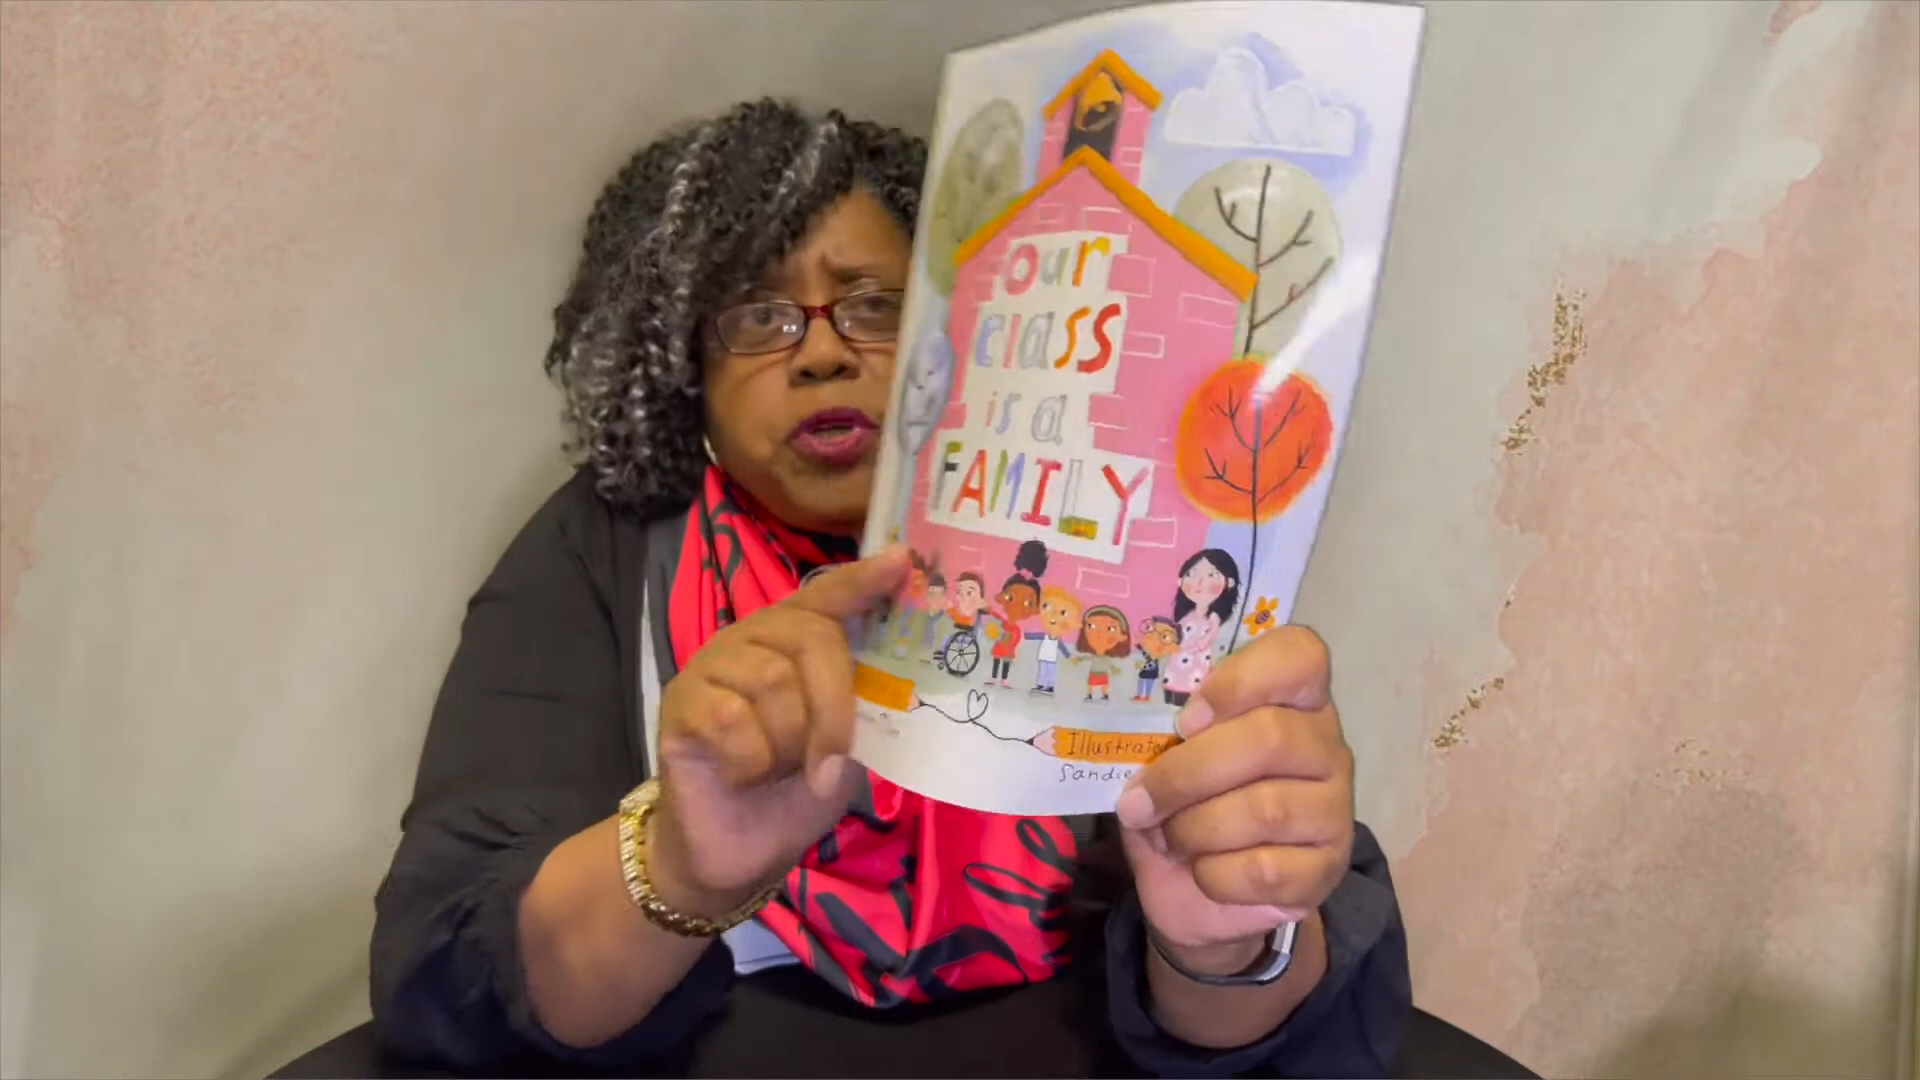 our
class
is a
FAMILY
Illustrated
Sandie